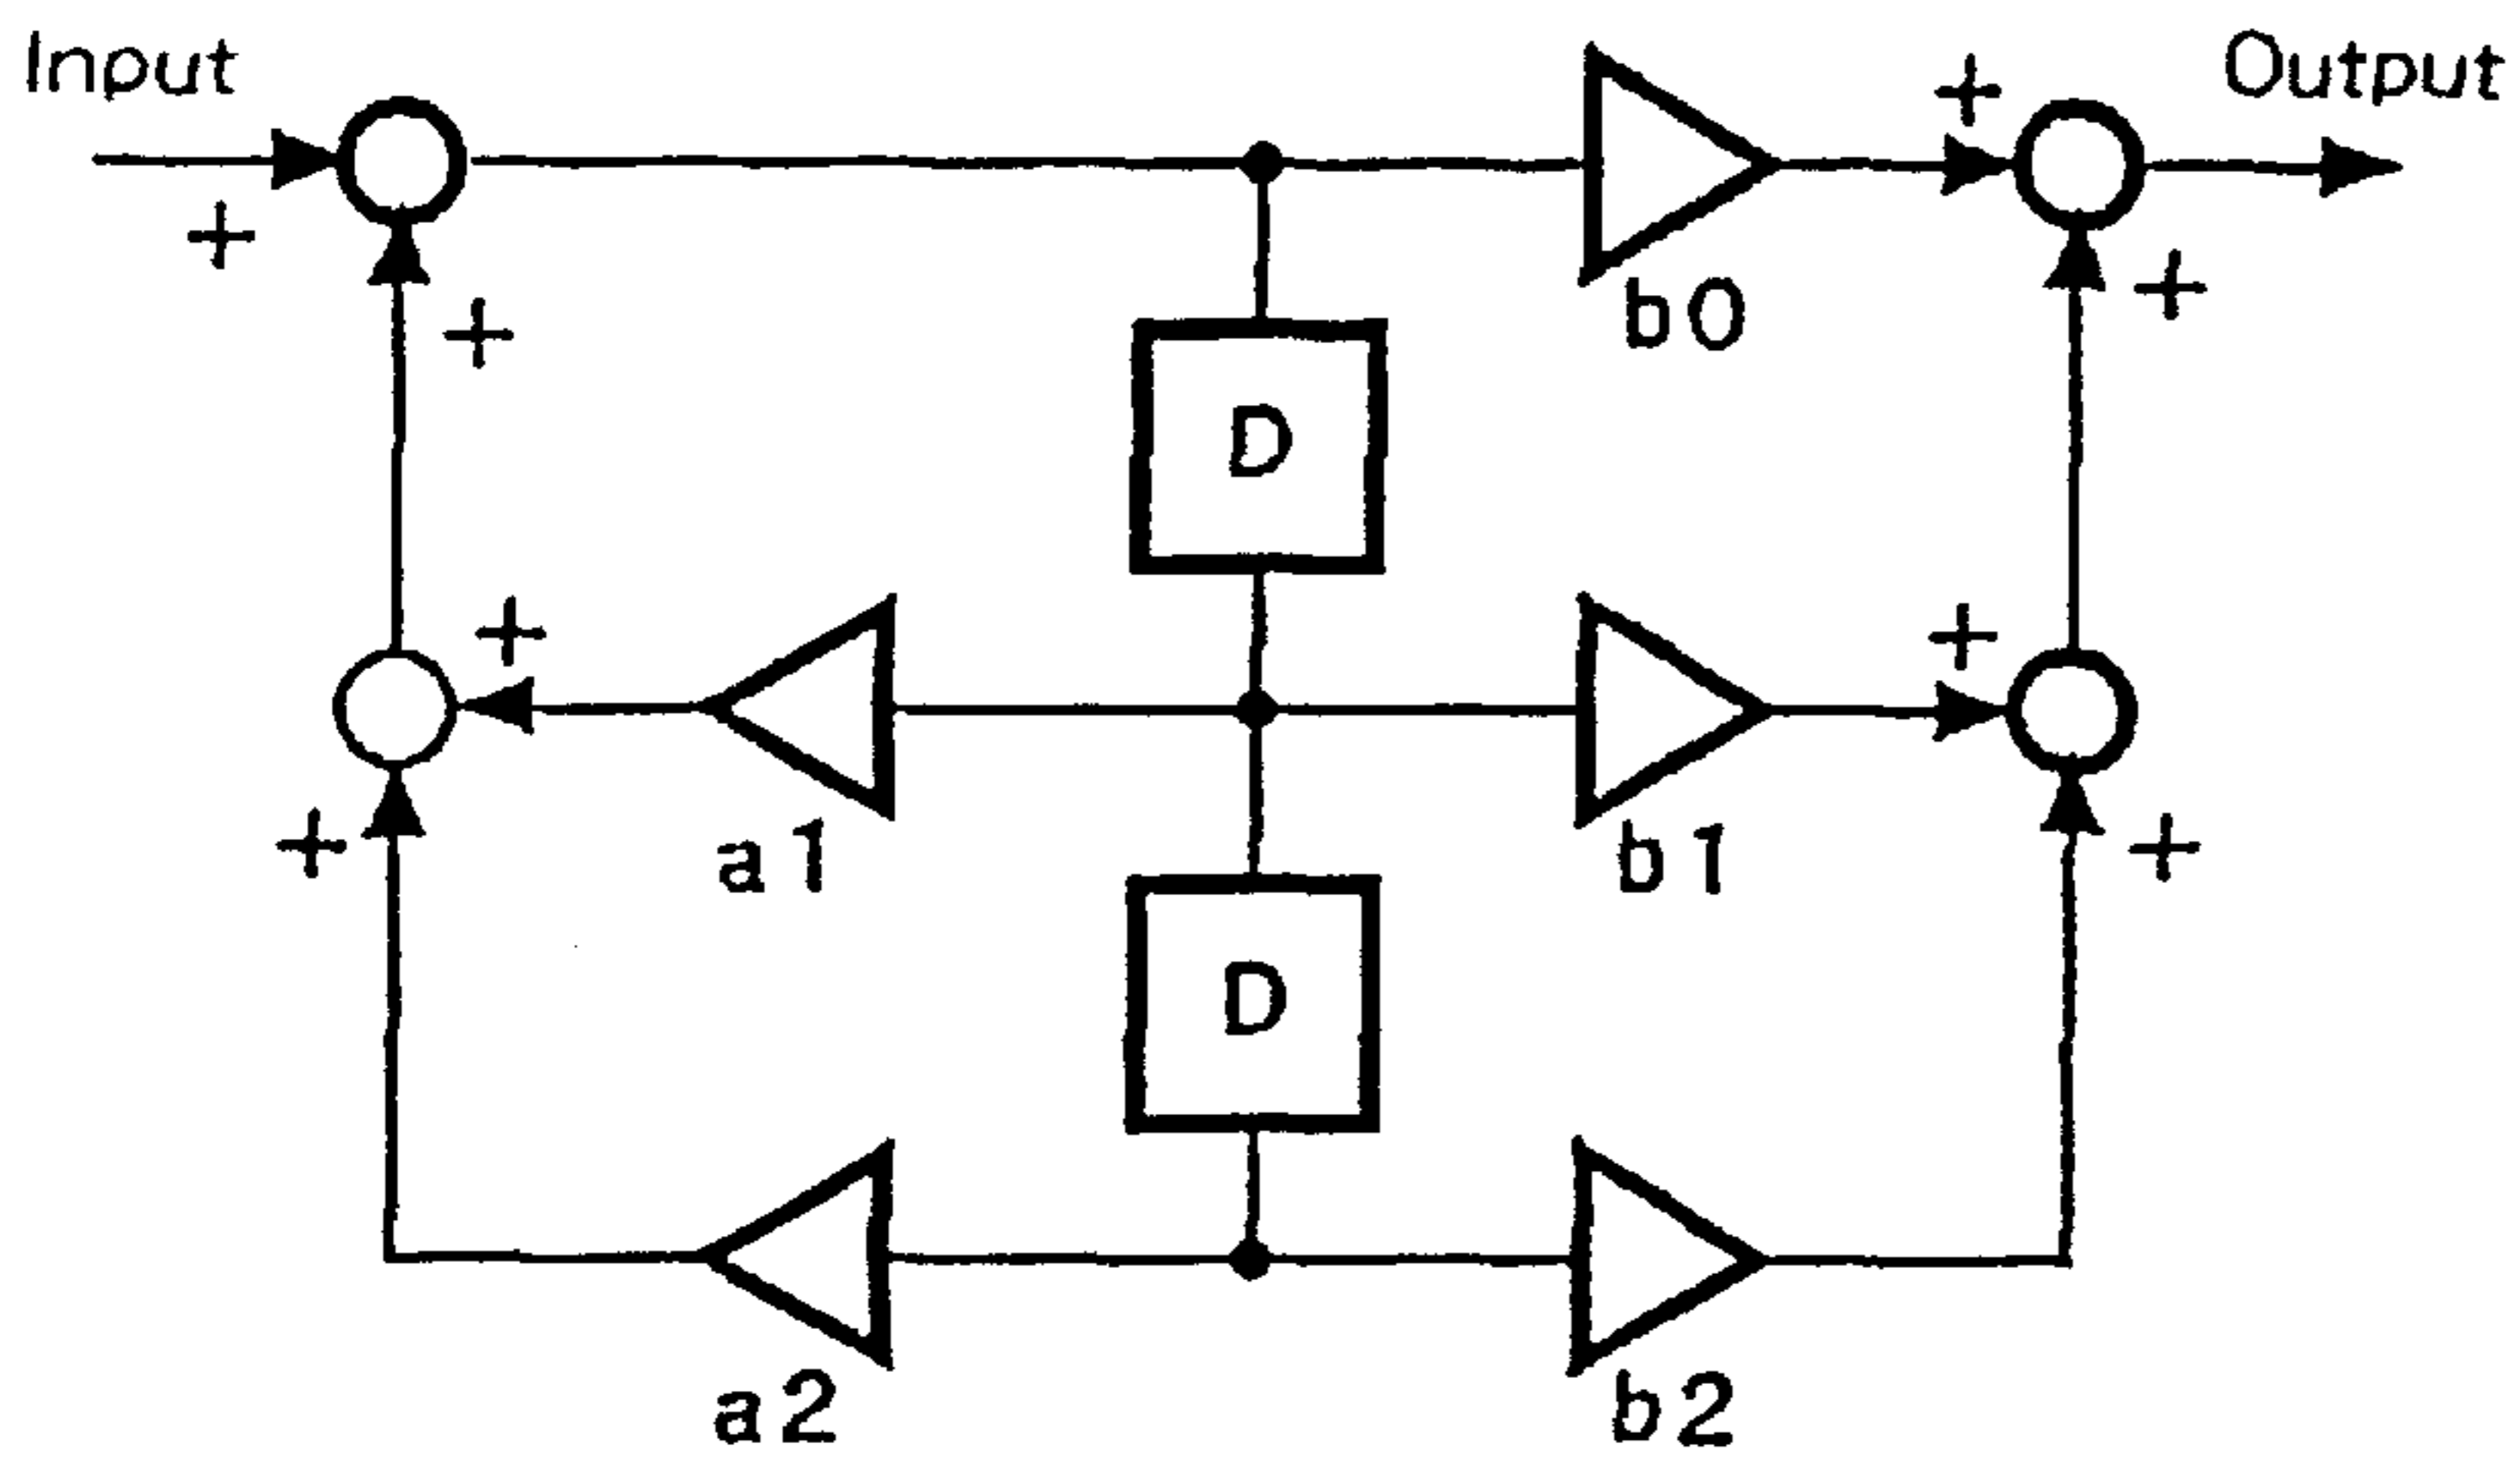 Input
Output
+
+
+
+
b0
D
+
+
+
+
a1
b1
D
a2
b2